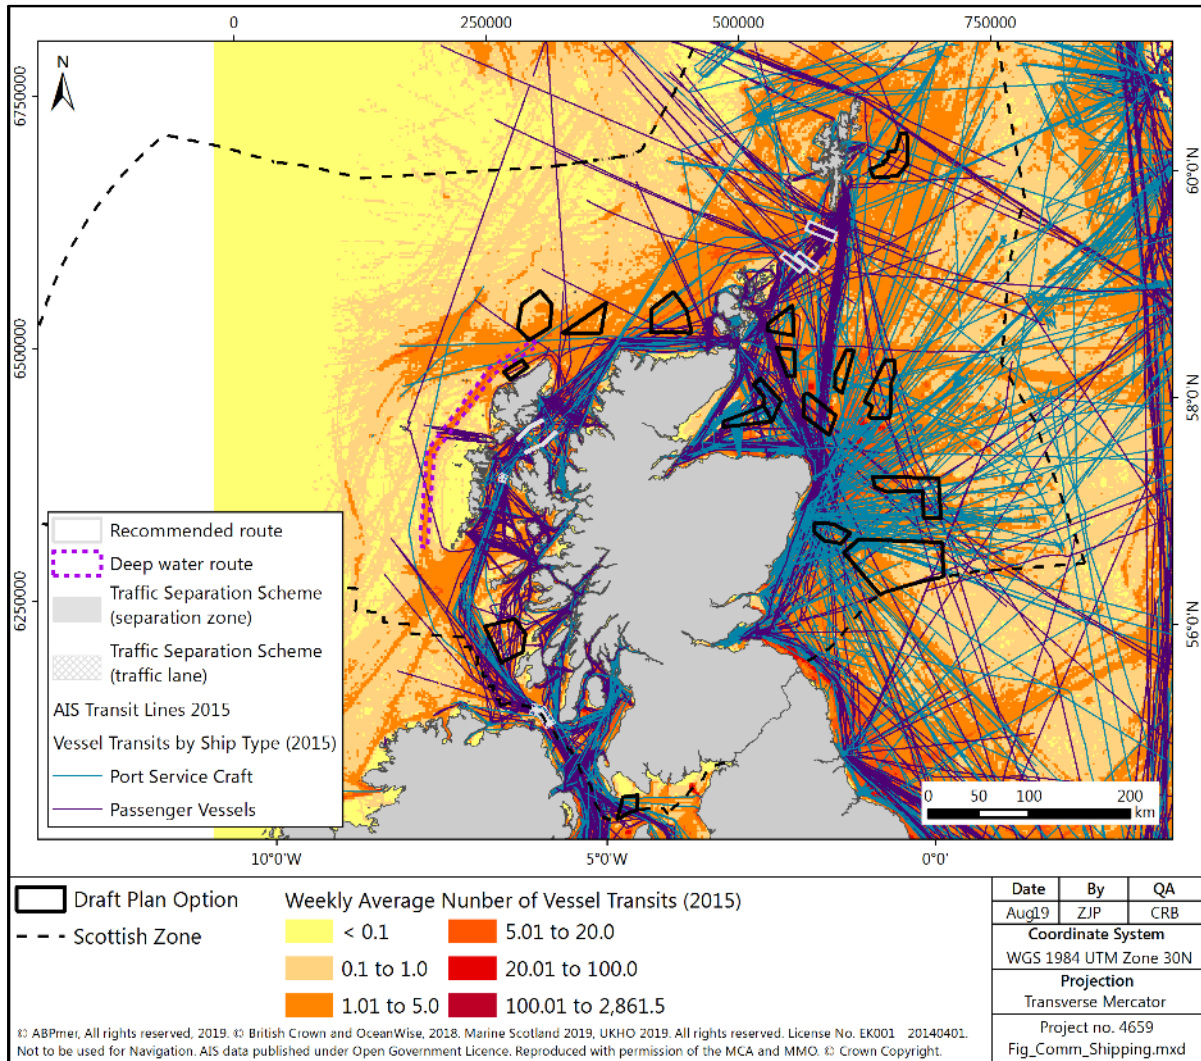 0 250000 500000 750000
N
6750000
6500000
6250000
60°0'N
58°0'N
56°0'N
Recommended route
Deep water route
Traffic Separation Scheme
(separation zone)
Traffic Separation Scheme
(traffic lane)
AIS Transit Lines 2015
Vessel Transits by Ship Type (2015)
Port Service Craft
Passenger Vessels
0 50 100 200
km
10°0'W 5°0'W 0°0'
Draft Plan Option
Scottish Zone
Weekly Average Number of Vessel Transits (2015)
< 0.1
0.1 to 1.0
1.01 to 5.0
5.01 to 20.0
20.01 to 100.0
100.01 to 2,861.5
Date By QA
Aug19 ZJP CRB
Coordinate System
WGS 1984 UTM Zone 30N
Projection
Transverse Mercator
Project no. 4659
Fig_Comm_Shipping.mxd
© ABPmer, All rights reserved, 2019. © British Crown and OceanWise, 2018. Marine Scotland 2019, UKHO 2019. All rights reserved. License No. EK001 20140401.
Not to be used for Navigation. AIS data published under Open Government Licence. Reproduced with permission of the MCA and MMO. © Crown Copyright.